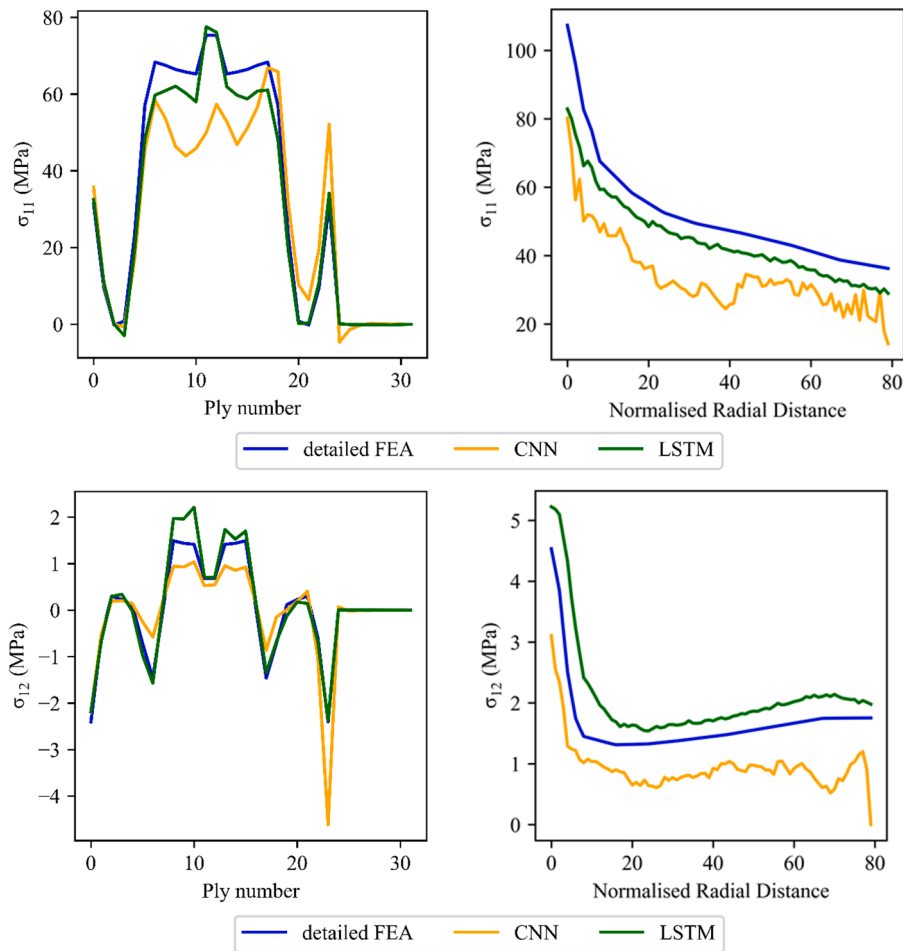 σ11 (MPa)
80
60
40
20
0
0 10 20 30
Ply number
σ11 (MPa)
100
80
60
40
20
0 20 40 60 80
Normalised Radial Distance
detailed FEA CNN LSTM
σ12 (MPa)
2
1
0
−1
−2
−3
−4
0 10 20 30
Ply number
σ12 (MPa)
5
4
3
2
1
0
0 20 40 60 80
Normalised Radial Distance
detailed FEA CNN LSTM